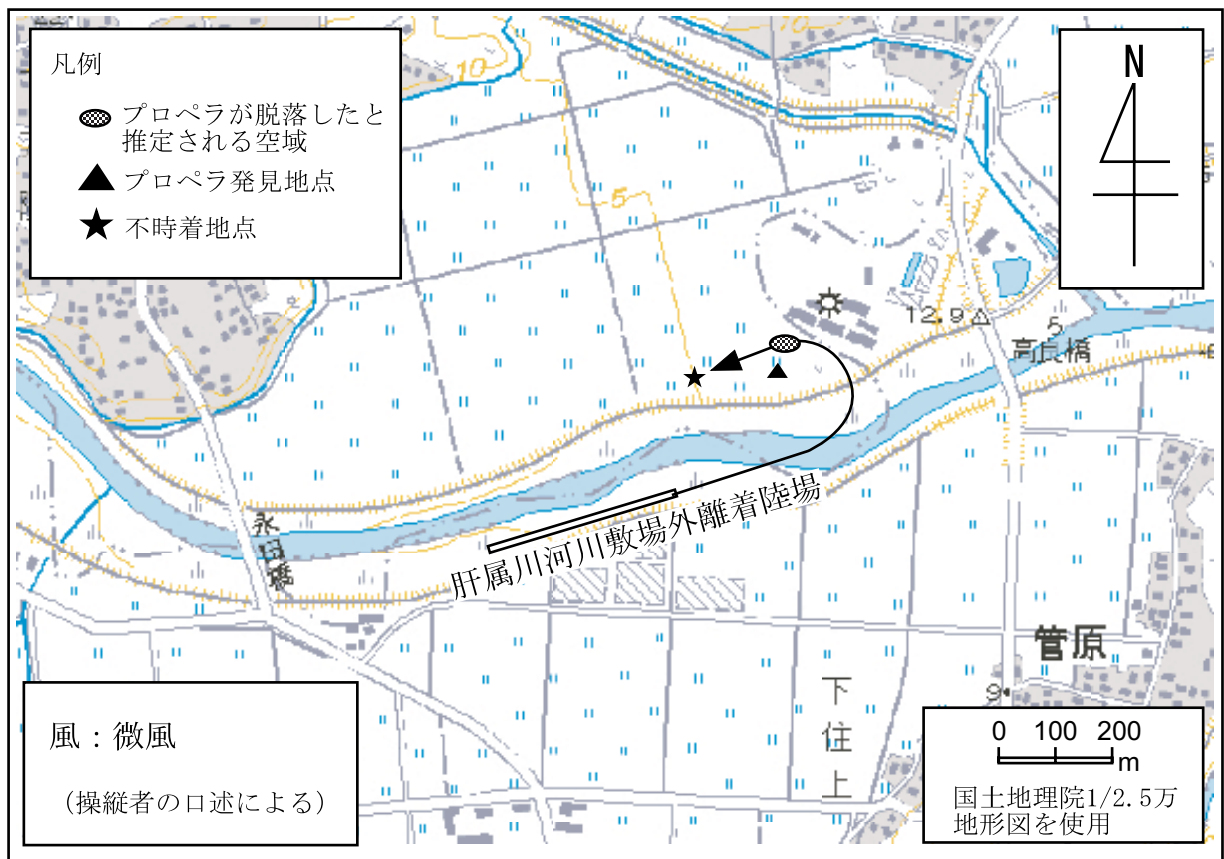 凡例
プロペラが脱落したと
推定される空域
プロペラ発見地点
不時着地点
N
10
5
12.9
5
高良橋
永田橋
肝属川河川敷場外離着陸場
管原
下住上
9
風：微風
（操縦者の口述による）
0 100 200
m
国土地理院1/2.5万
地形図を使用